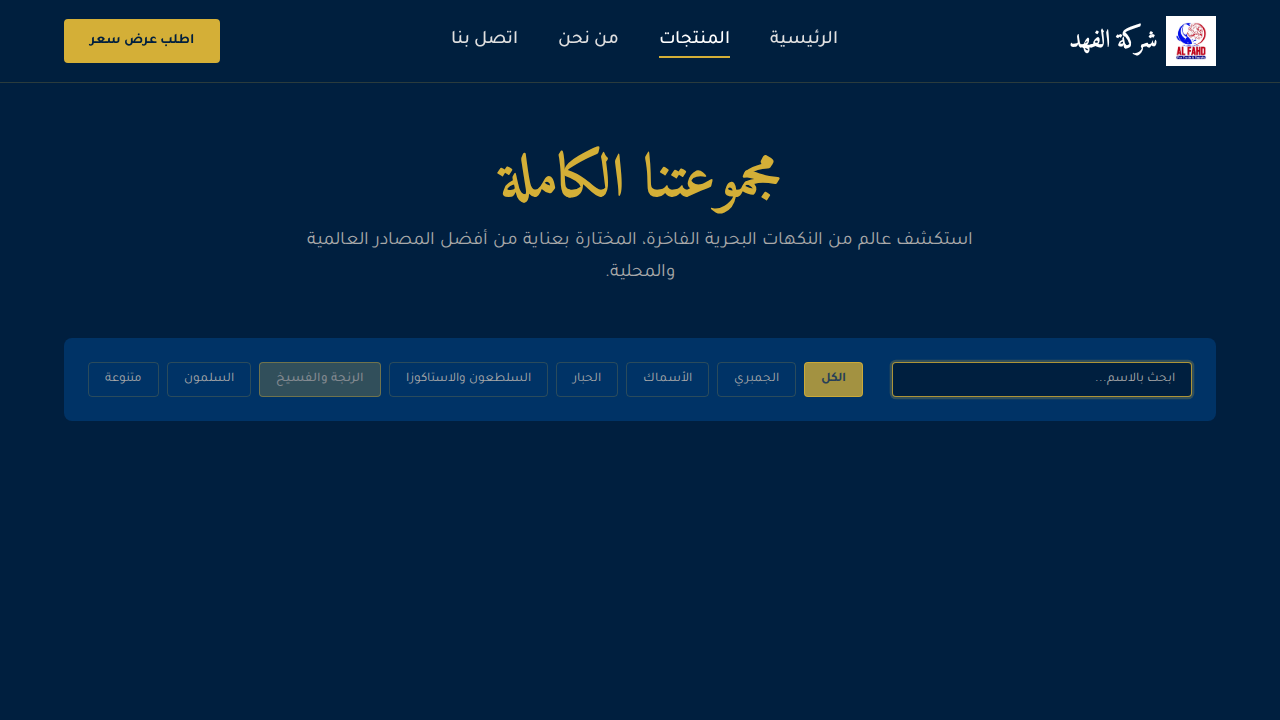 AL FAHD
شركة الفهد
الرئيسية
المنتجات
من نحن
اتصل بنا
اطلب عرض سعر
مجموعتنا الكاملة
استكشف عالم من النكهات البحرية الفاخرة، المختارة بعناية من أفضل المصادر العالمية
والمحلية.
ابحث بالاسم...
الكل
الجمبري
الأسماك
الحبار
السلطعون والاستاكوزا
الرنجة والفسيخ
السلمون
متنوعة